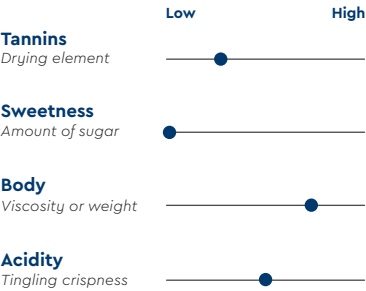 Low High
Tannins
Drying element
Sweetness
Amount of sugar
Body
Viscosity or weight
Acidity
Tingling crispness